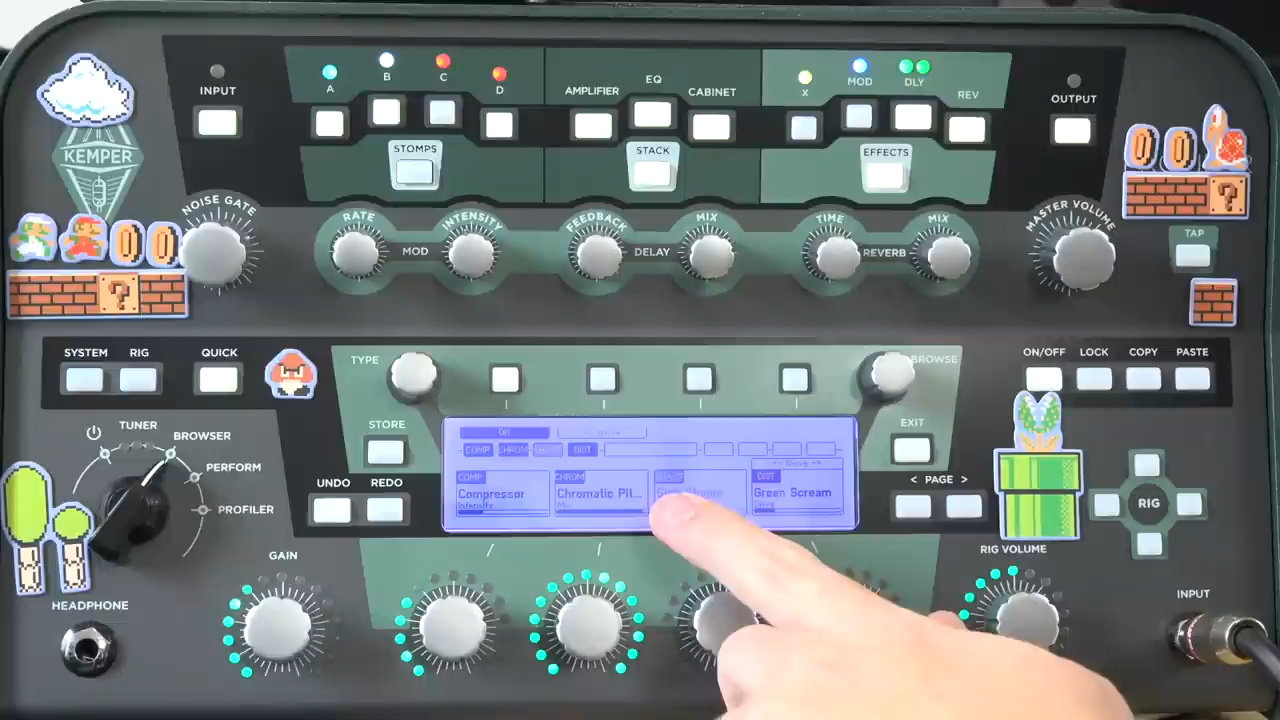 INPUT
A
B
C
D
AMPLIFIER
EQ
CABINET
X
MOD
DLY
REV
OUTPUT
KEMPER
STOMPS
STACK
EFFECTS
NOISE GATE
RATE
INTENSITY
FEEDBACK
MIX
TIME
MIX
MASTER VOLUME
TAP
MOD
DELAY
REVERB
?
?
SYSTEM
RIG
QUICK
TYPE
BROWSE
ON/OFF
LOCK
COPY
PASTE
STORE
EXIT
TUNER
BROWSER
PERFORM
PROFILER
UNDO
REDO
COMP
CHROM
DIST
COMP
CHROM
DIST
Compressor
Chromatic Pit...
Green Scream
Intensity
Mix
Drive
< PAGE >
RIG
GAIN
RIG VOLUME
HEADPHONE
INPUT